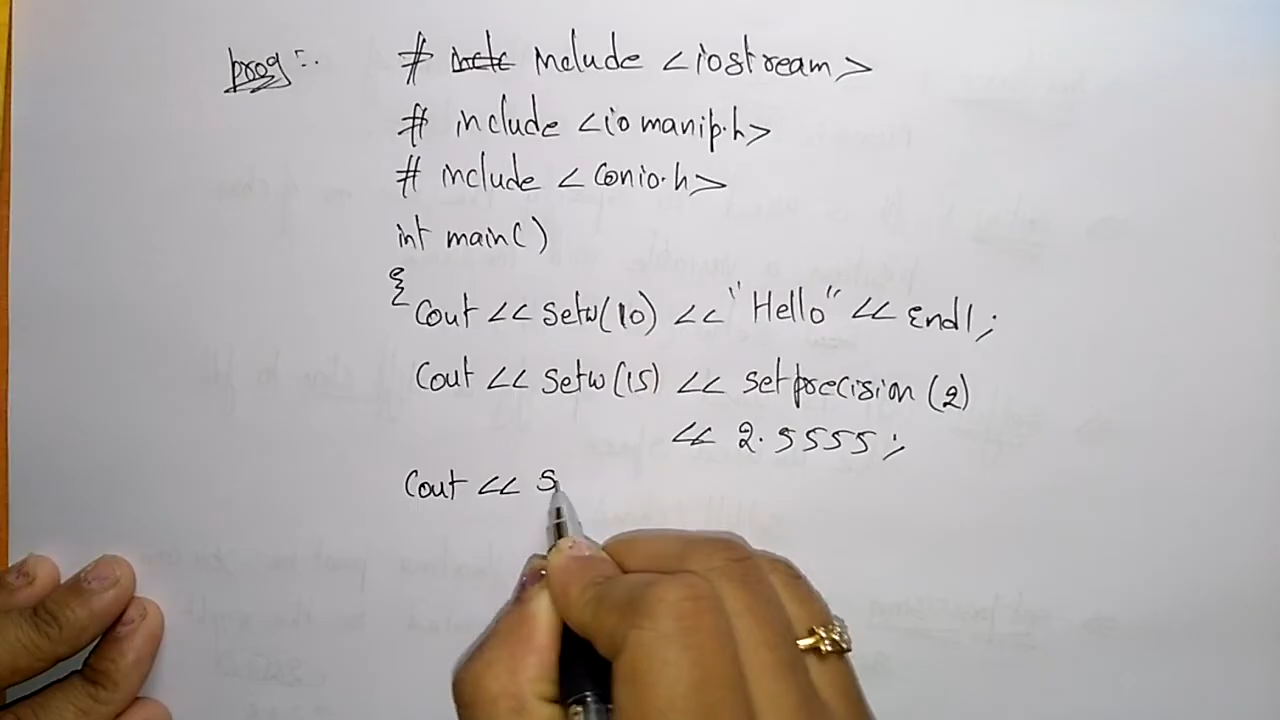 prog:-
# include <iostream>
# include <iomanip.h>
# include <conio.h>
int main()
{
Cout << setw(10) << "Hello" << Endl;
Cout << setw(15) << setprecision(2)
<< 2.5555;
Cout << S